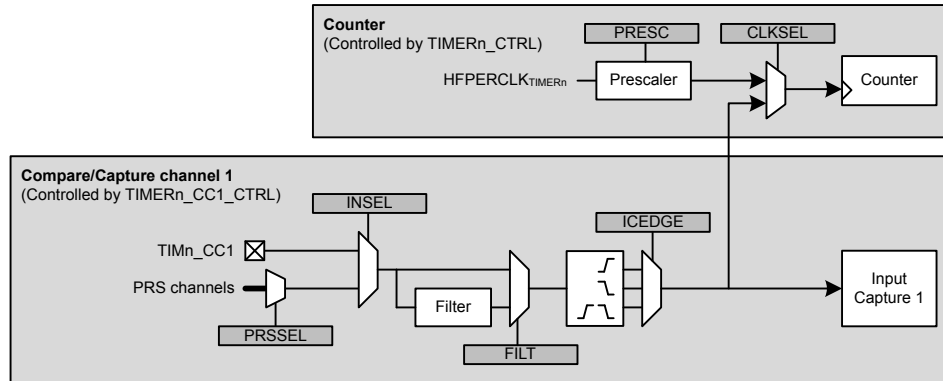 Counter
(Controlled by TIMERn_CTRL)
PRESC
CLKSEL
HFPERCLKTIMERn
Prescaler
Counter
Compare/Capture channel 1
(Controlled by TIMERn_CC1_CTRL)
INSEL
ICEDGE
TIMn_CC1
PRS channels
Filter
Input
Capture 1
PRSSEL
FILT